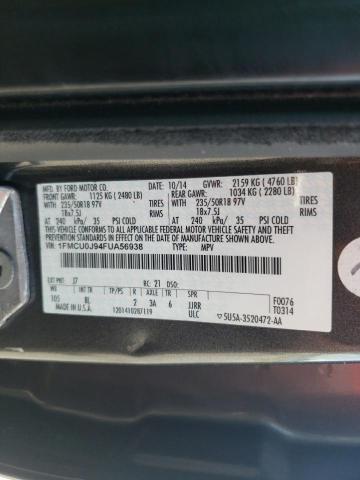 MFD. BY FORD MOTOR CO. 10/14 GVWR: 2159 KG ( 4760 LB)
FRONT GAWR: 1125 KG ( 2480 LB) REAR GAWR: 1034 KG ( 2280 LB)
WITH 235/50R18 97V TIRES WITH 235/50R18 97V TIRES
18x7.5J RIMS 18x7.5J RIMS
AT 240 kPa/ 35 PSI COLD AT 240 kPa/ 35 PSI COLD
THIS VEHICLE CONFORMS TO ALL APPLICABLE FEDERAL MOTOR VEHICLE SAFETY AND THEFT PREVENTION STANDARDS IN EFFECT ON THE DATE OF MANUFACTURE SHOWN ABOVE.
VIN: 1FMCU0J94FUA56938 TYPE: MPV
EXT PNT: J7 RC: 21 DSO:
WB INT TR TP/PS R AXLE TR SPR F0076
105 BL 2 3A 6 JJRR T0314
MADE IN U.S.A. 1201410287119 ULC 5U5A-3520472-AA